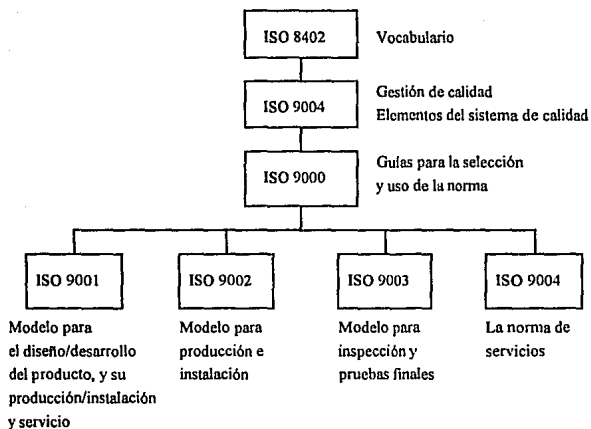 ISO 8402
Vocabulario
ISO 9004
Gestión de calidad
Elementos del sistema de calidad
ISO 9000
Guías para la selección
y uso de la norma
ISO 9001
ISO 9002
ISO 9003
ISO 9004
Modelo para
el diseño/desarrollo
del producto, y su
producción/instalación
y servicio
Modelo para
producción e
instalación
Modelo para
inspección y
pruebas finales
La norma de
servicios